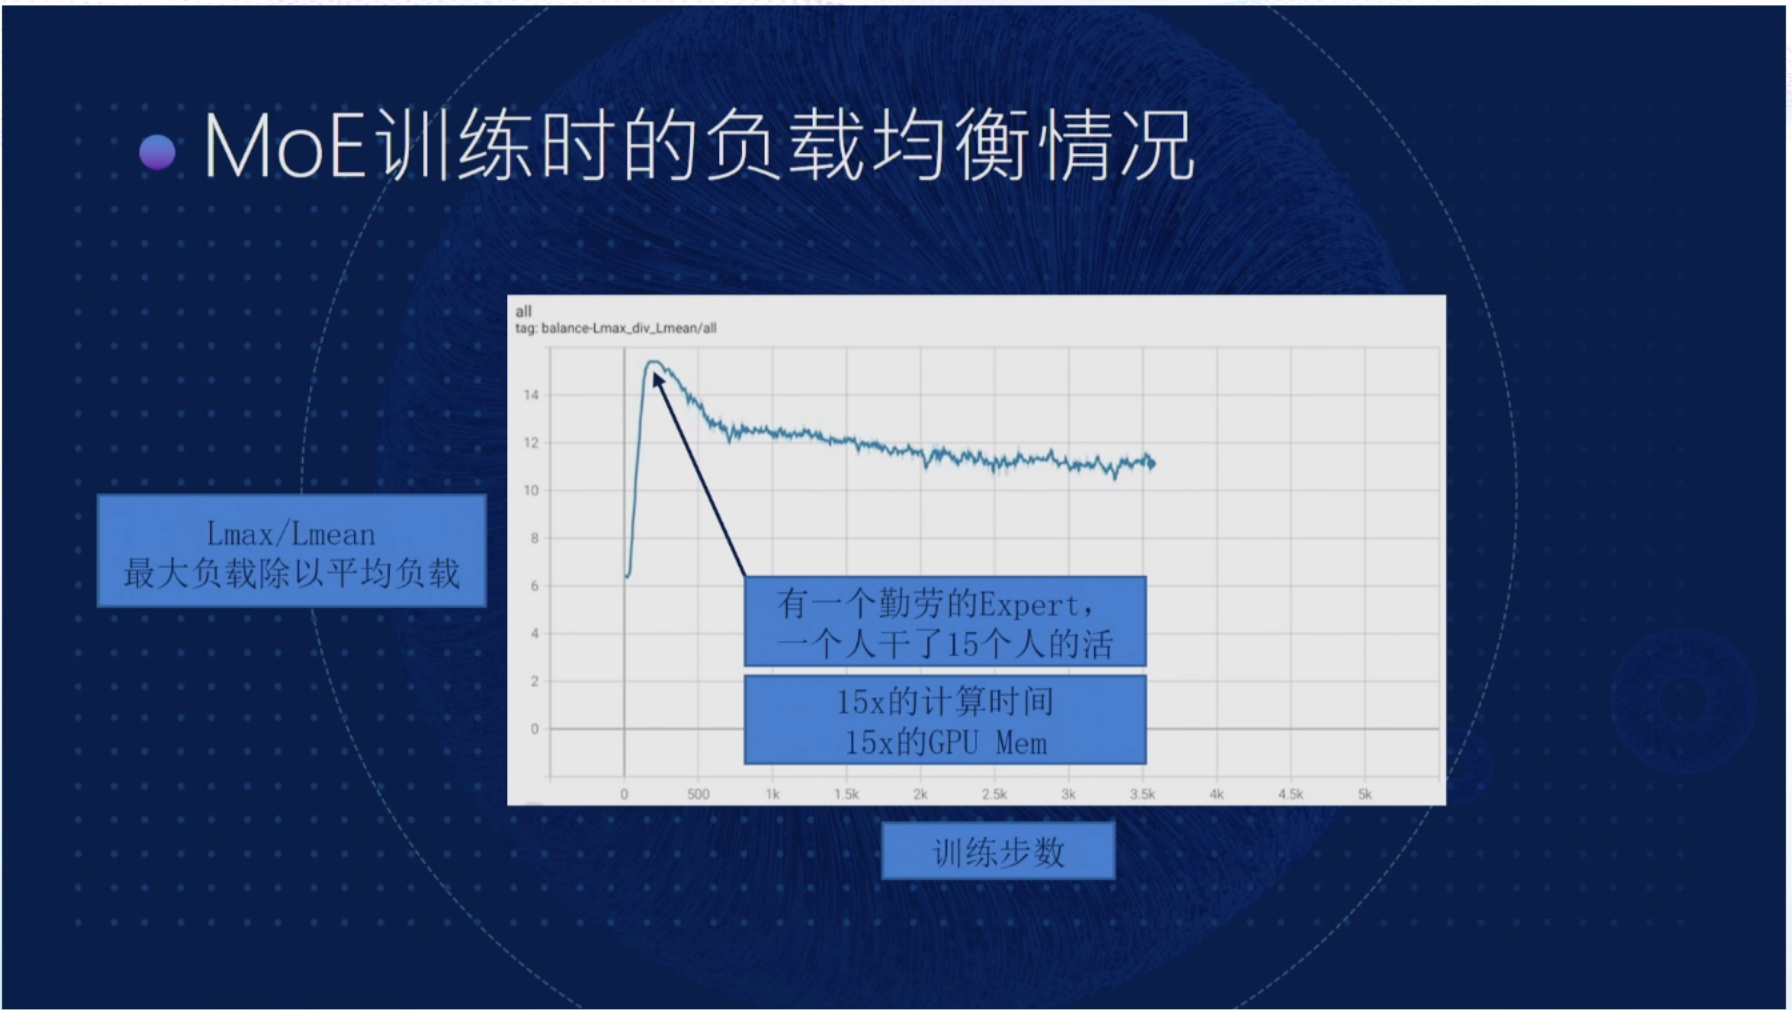 MoE训练时的负载均衡情况
all
tag: balance-Lmax_div_Lmean/all
14
12
10
8
6
4
2
0
0 500 1k 1.5k 2k 2.5k 3k 3.5k 4k 4.5k 5k
Lmax/Lmean
最大负载除以平均负载
有一个勤劳的Expert，
一个人干了15个人的活
15x的计算时间
15x的GPU Mem
训练步数